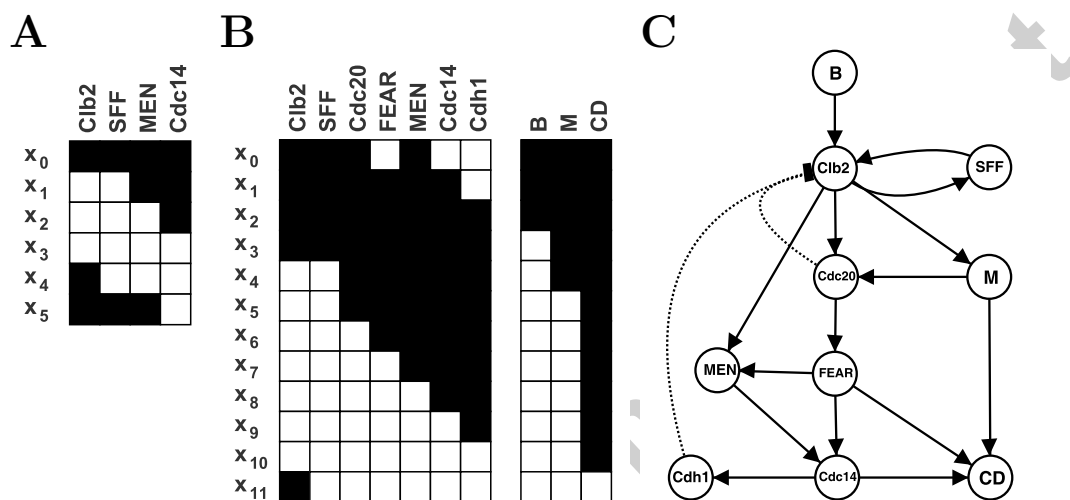 A
B
C
Clb2 SFF MEN Cdc14
Clb2 SFF Cdc20 FEAR MEN Cdc14 Cdh1
B M CD
x0
x1
x2
x3
x4
x5
x0
x1
x2
x3
x4
x5
x6
x7
x8
x9
x10
x11
B
Clb2
SFF
Cdc20
M
MEN
FEAR
Cdh1
Cdc14
CD